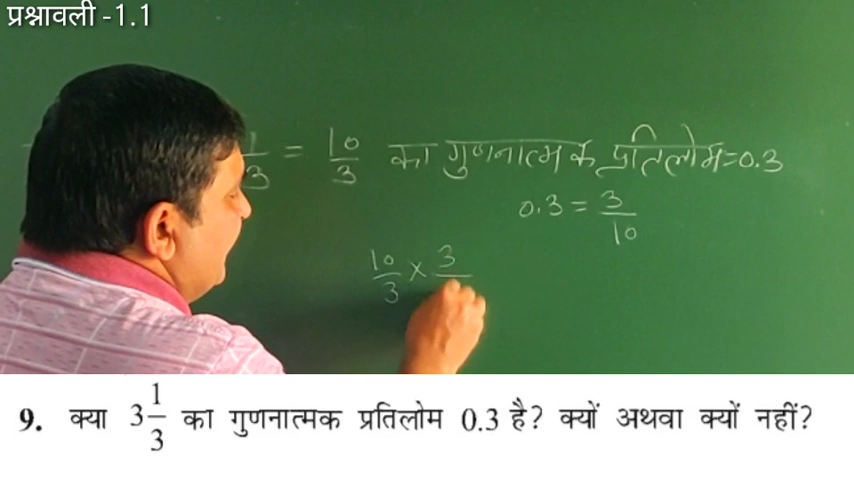 प्रश्नावली -1.1
1/3 = 10/3 का गुणनात्मक प्रतिलोम=0.3
0.3 = 3/10
10/3 × 3
9. क्या 3 1/3 का गुणनात्मक प्रतिलोम 0.3 है? क्यों अथवा क्यों नहीं?